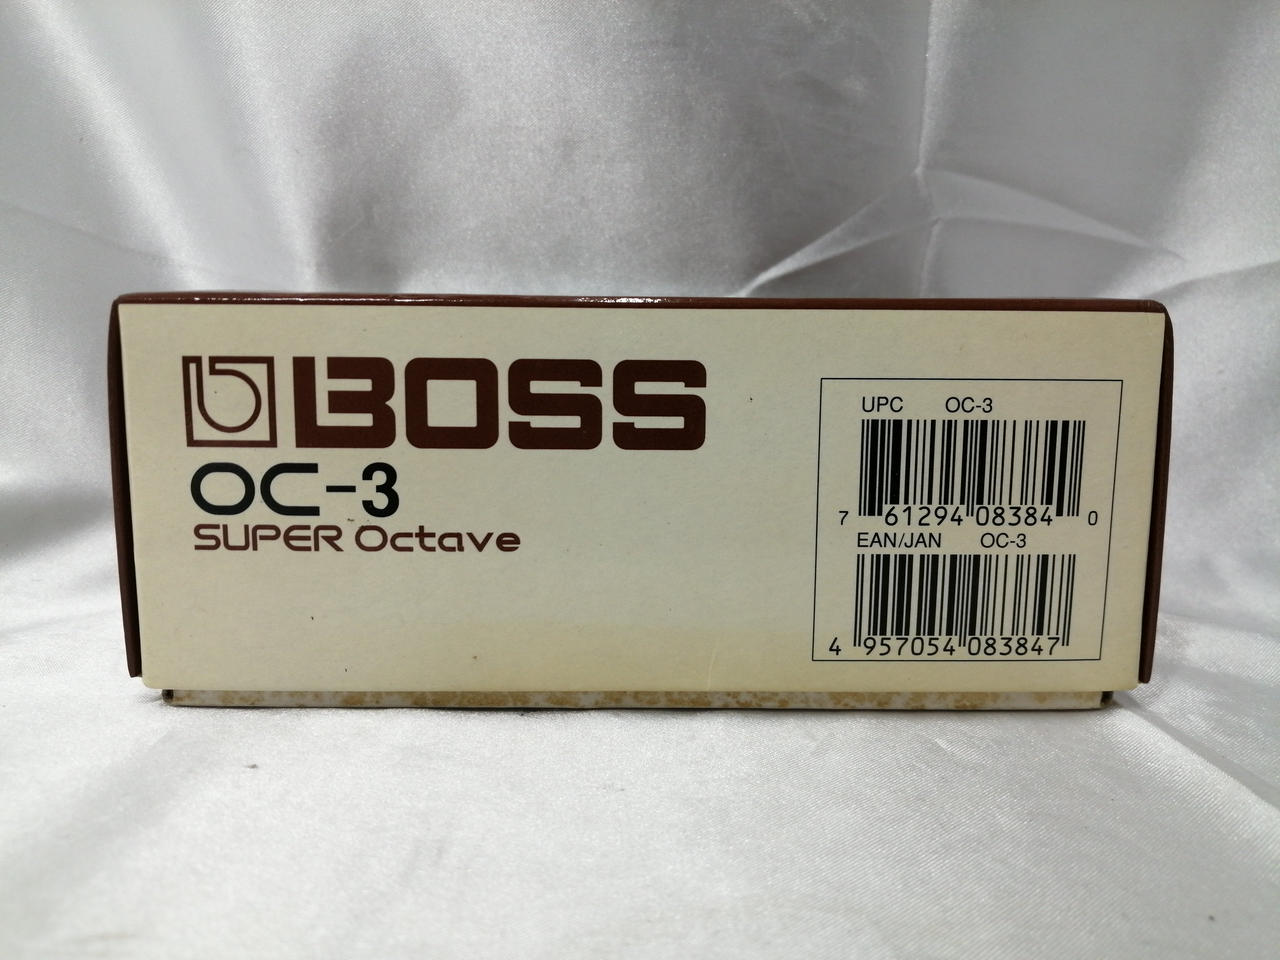 BOSS
OC-3
SUPER Octave
UPC OC-3
7 61294 08384 0
EAN/JAN OC-3
4 957054 083847